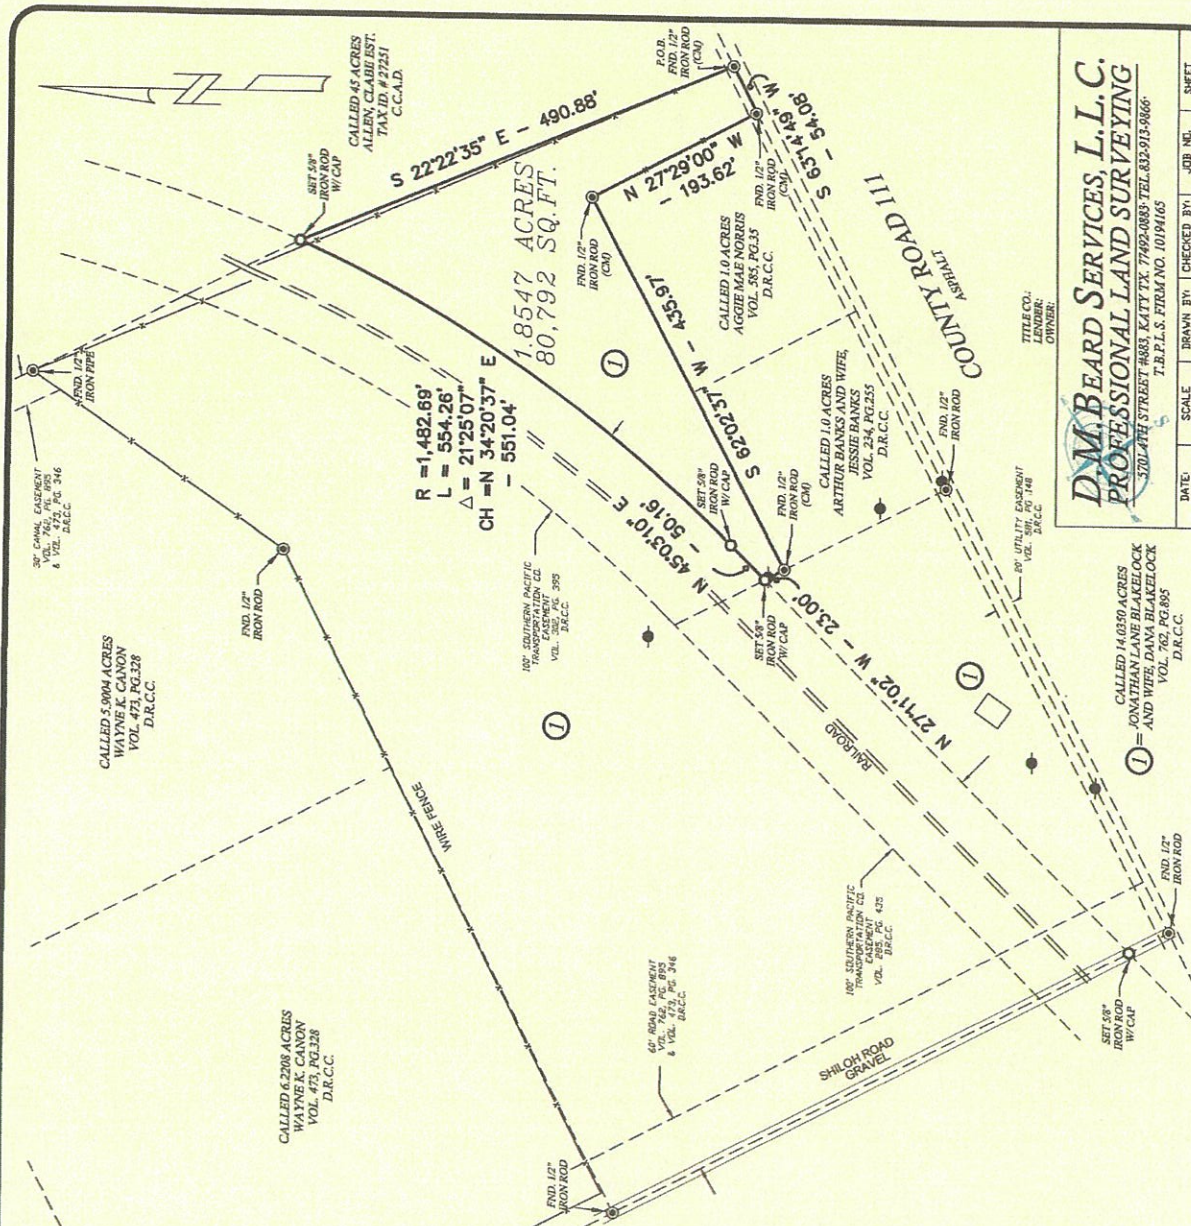 30' CANAL EASEMENT
VOL. 762, PG. 895
& VOL. 473, PG. 346
D.R.C.C.
FND. 1/2"
IRON PIPE
CALLED 45 ACRES
ALLEN, CLABE EST.
TAX ID. # 27251
C.C.A.D.
SET 5/8"
IRON ROD
W/ CAP
S 22°22'35" E - 490.88'
P.O.B.
FND. 1/2"
IRON ROD
(CM)
1.8547 ACRES
80,792 SQ.FT.
N 27°29'00" W
- 193.62'
FND. 1/2"
IRON ROD
(CM)
S 63°14'49" W
- 54.08'
FND. 1/2"
IRON ROD
(CM)
CALLED 1.0 ACRES
AGGIE MAE NORRIS
VOL. 585, PG.35
D.R.C.C.
S 62°02'37" W - 435.97'
1
R =1,482.69'
L = 554.26'
Δ = 21°25'07"
CH =N 34°20'37" E
- 551.04'
CALLED 1.0 ACRES
ARTHUR BANKS AND WIFE,
JESSIE BANKS
VOL. 234, PG.255
D.R.C.C.
COUNTY ROAD 111
ASPHALT
FND. 1/2"
IRON ROD
SET 5/8"
IRON ROD
W/ CAP
FND. 1/2"
IRON ROD
(CM)
N 45°03'10" E
- 50.16'
100' SOUTHERN PACIFIC
TRANSPORTATION CO.
EASEMENT
VOL. 302, PG. 395
D.R.C.C.
FND. 1/2"
IRON ROD
CALLED 5.9004 ACRES
WAYNE K. CANON
VOL. 473, PG.328
D.R.C.C.
SET 5/8"
IRON ROD
W/ CAP
N 27°11'02" W - 23.00'
20' UTILITY EASEMENT
D.R.C.C.
1
RAILROAD
1
WIRE FENCE
100' SOUTHERN PACIFIC
TRANSPORTATION CO.
EASEMENT
VOL. 285, PG. 435
D.R.C.C.
60' ROAD EASEMENT
VOL. 762, PG. 895
& VOL. 473, PG. 346
D.R.C.C.
SHILOH ROAD
GRAVEL
FND. 1/2"
IRON ROD
SET 5/8"
IRON ROD
W/ CAP
CALLED 6.2208 ACRES
WAYNE K. CANON
VOL. 473, PG.328
D.R.C.C.
FND. 1/2"
IRON ROD
CALLED 14.0350 ACRES
1 = JONATHAN LANE BLAKELOCK
AND WIFE, DANA BLAKELOCK
VOL. 762, PG.895
D.R.C.C.
TITLE CO.:
LENDER:
OWNER:
D.M.BEARD SERVICES, L.L.C.
PROFESSIONAL LAND SURVEYING
3701 4TH STREET #883, KATY TX. 77492-0883· TEL.832-913-9866·
T.B.P.L.S. FIRM NO. 10194165
DATE: SCALE DRAWN BY: CHECKED BY: JOB NO. SHEET